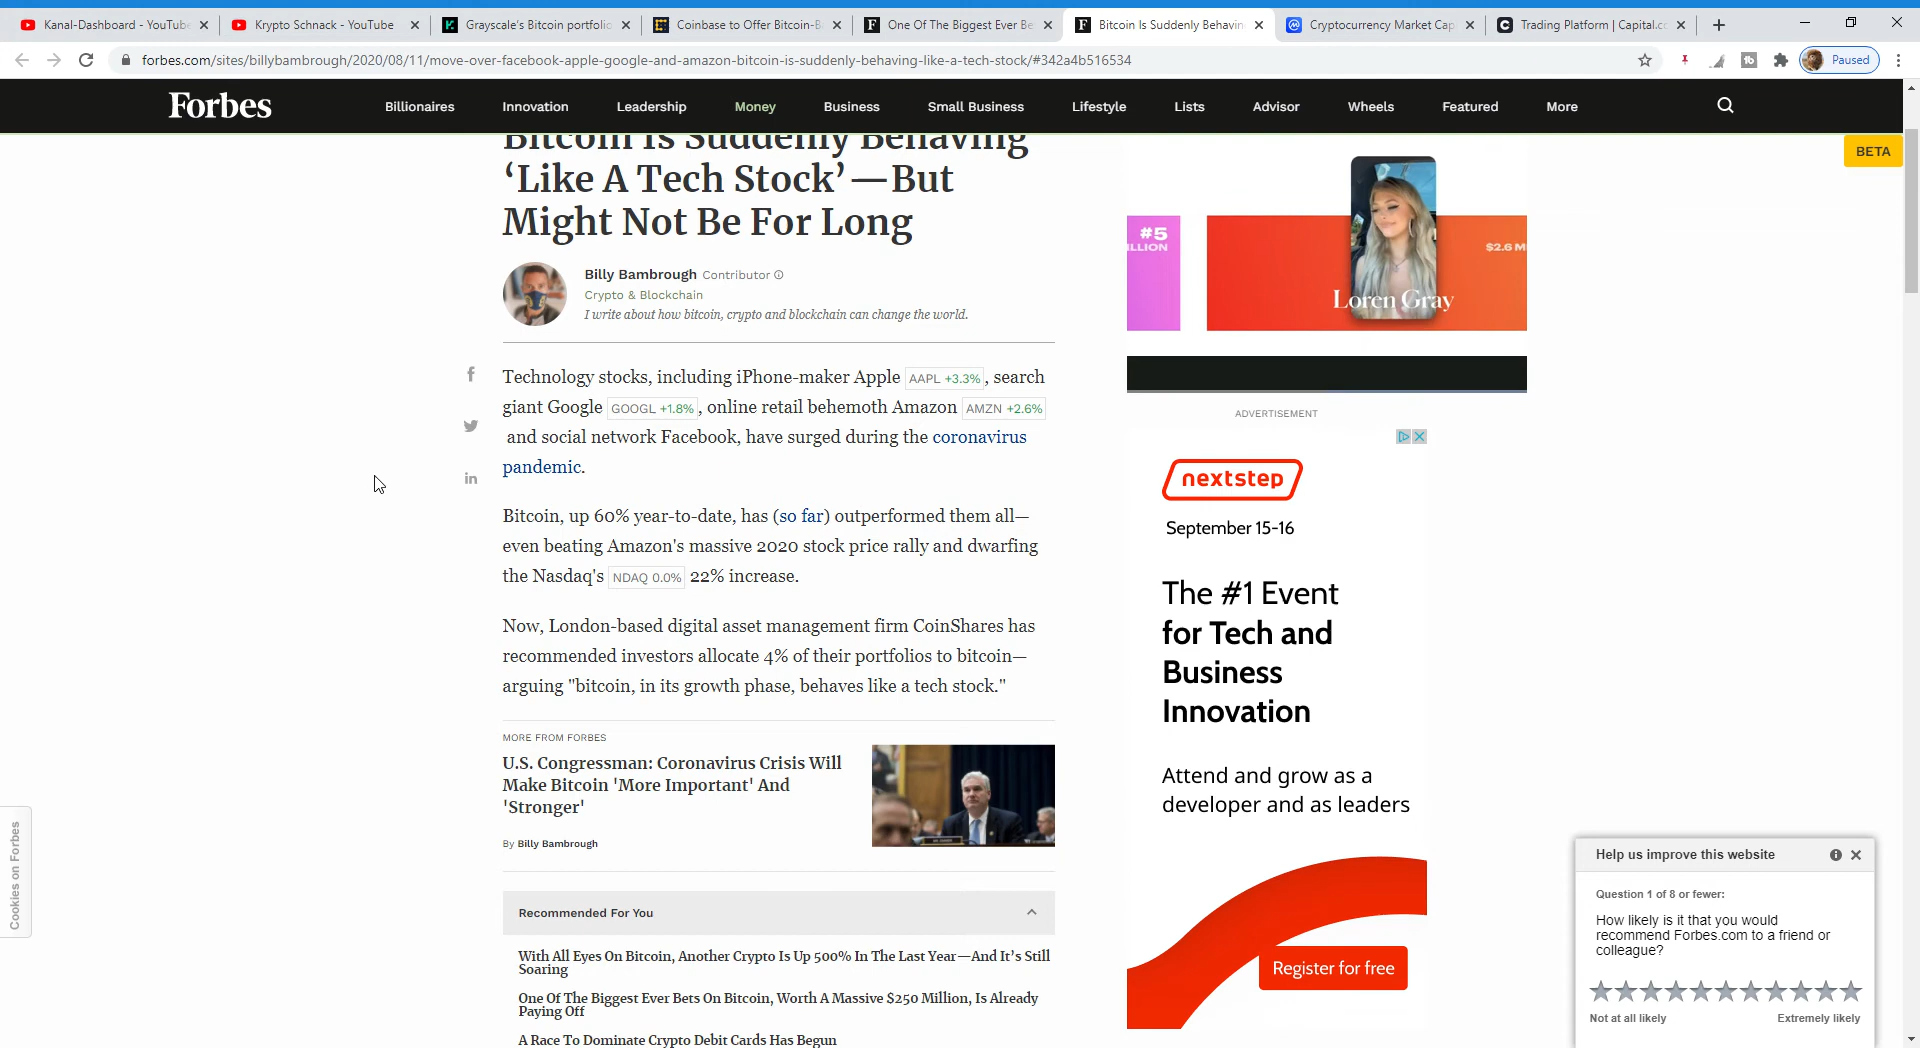 Kanal-Dashboard - YouTube
Krypto Schnack - YouTube
Grayscale's Bitcoin portfolio
Coinbase to Offer Bitcoin-B
One Of The Biggest Ever Be
Bitcoin Is Suddenly Behavin
Cryptocurrency Market Cap
Trading Platform | Capital.co
forbes.com/sites/billybambrough/2020/08/11/move-over-facebook-apple-google-and-amazon-bitcoin-is-suddenly-behaving-like-a-tech-stock/#342a4b516534
Paused
Forbes
Billionaires
Innovation
Leadership
Money
Business
Small Business
Lifestyle
Lists
Advisor
Wheels
Featured
More
BETA
Bitcoin Is Suddenly Behaving
‘Like A Tech Stock’—But
Might Not Be For Long
Billy Bambrough Contributor
Crypto & Blockchain
I write about how bitcoin, crypto and blockchain can change the world.
Technology stocks, including iPhone-maker Apple AAPL +3.3% , search
giant Google GOOGL +1.8% , online retail behemoth Amazon AMZN +2.6%
and social network Facebook, have surged during the coronavirus
pandemic.
Bitcoin, up 60% year-to-date, has (so far) outperformed them all—
even beating Amazon's massive 2020 stock price rally and dwarfing
the Nasdaq's NDAQ 0.0% 22% increase.
Now, London-based digital asset management firm CoinShares has
recommended investors allocate 4% of their portfolios to bitcoin—
arguing "bitcoin, in its growth phase, behaves like a tech stock."
MORE FROM FORBES
U.S. Congressman: Coronavirus Crisis Will
Make Bitcoin 'More Important' And
'Stronger'
By Billy Bambrough
Recommended For You
With All Eyes On Bitcoin, Another Crypto Is Up 500% In The Last Year—And It’s Still
Soaring
One Of The Biggest Ever Bets On Bitcoin, Worth A Massive $250 Million, Is Already
Paying Off
A Race To Dominate Crypto Debit Cards Has Begun
#5
ILLION
$2.6 M
Loren Gray
ADVERTISEMENT
nextstep
September 15-16
The #1 Event
for Tech and
Business
Innovation
Attend and grow as a
developer and as leaders
Register for free
Cookies on Forbes
Help us improve this website
Question 1 of 8 or fewer:
How likely is it that you would
recommend Forbes.com to a friend or
colleague?
Not at all likely
Extremely likely